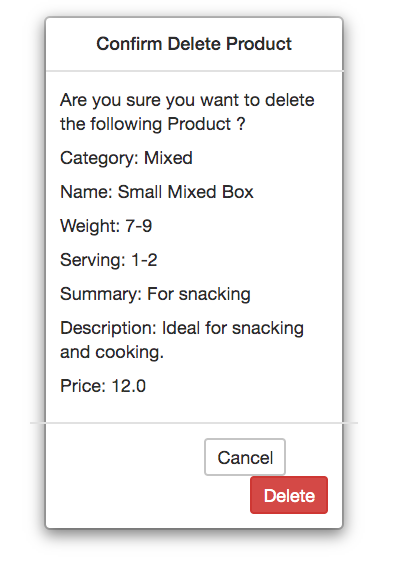 Confirm Delete Product
Are you sure you want to delete
the following Product ?
Category: Mixed
Name: Small Mixed Box
Weight: 7-9
Serving: 1-2
Summary: For snacking
Description: Ideal for snacking
and cooking.
Price: 12.0
Cancel
Delete